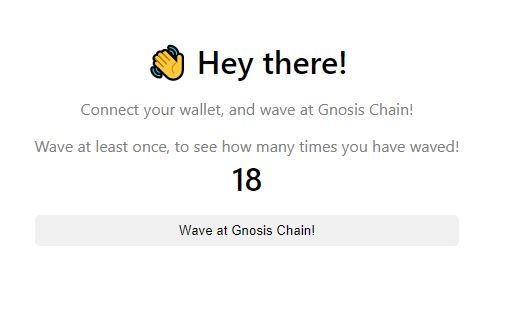 👋 Hey there!
Connect your wallet, and wave at Gnosis Chain!
Wave at least once, to see how many times you have waved!
18
Wave at Gnosis Chain!